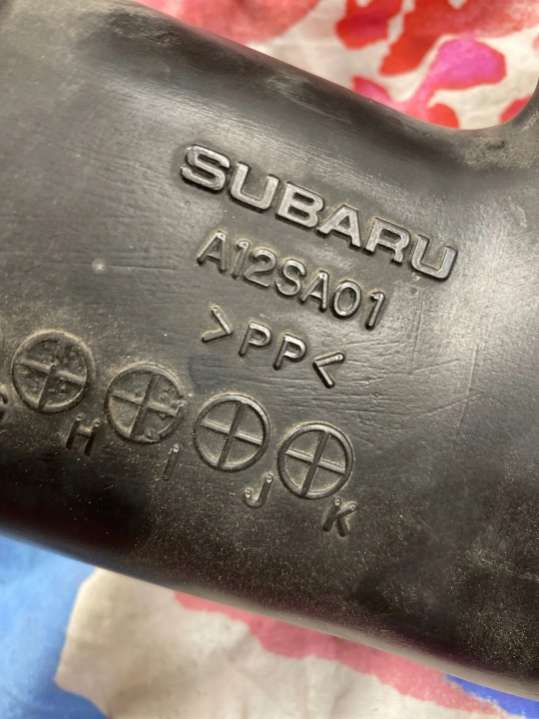 SUBARU
A12SA01
>PP<
G H I J K